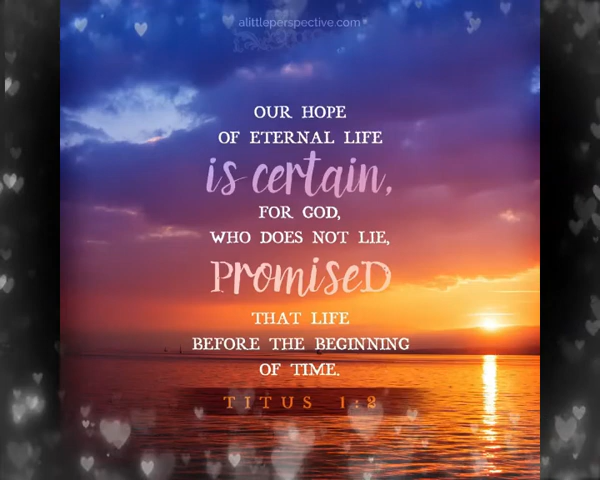 alittleperspective.com
OUR HOPE
OF ETERNAL LIFE
is certain,
FOR GOD,
WHO DOES NOT LIE,
PROMISED
THAT LIFE
BEFORE THE BEGINNING
OF TIME.
TITUS 1:2